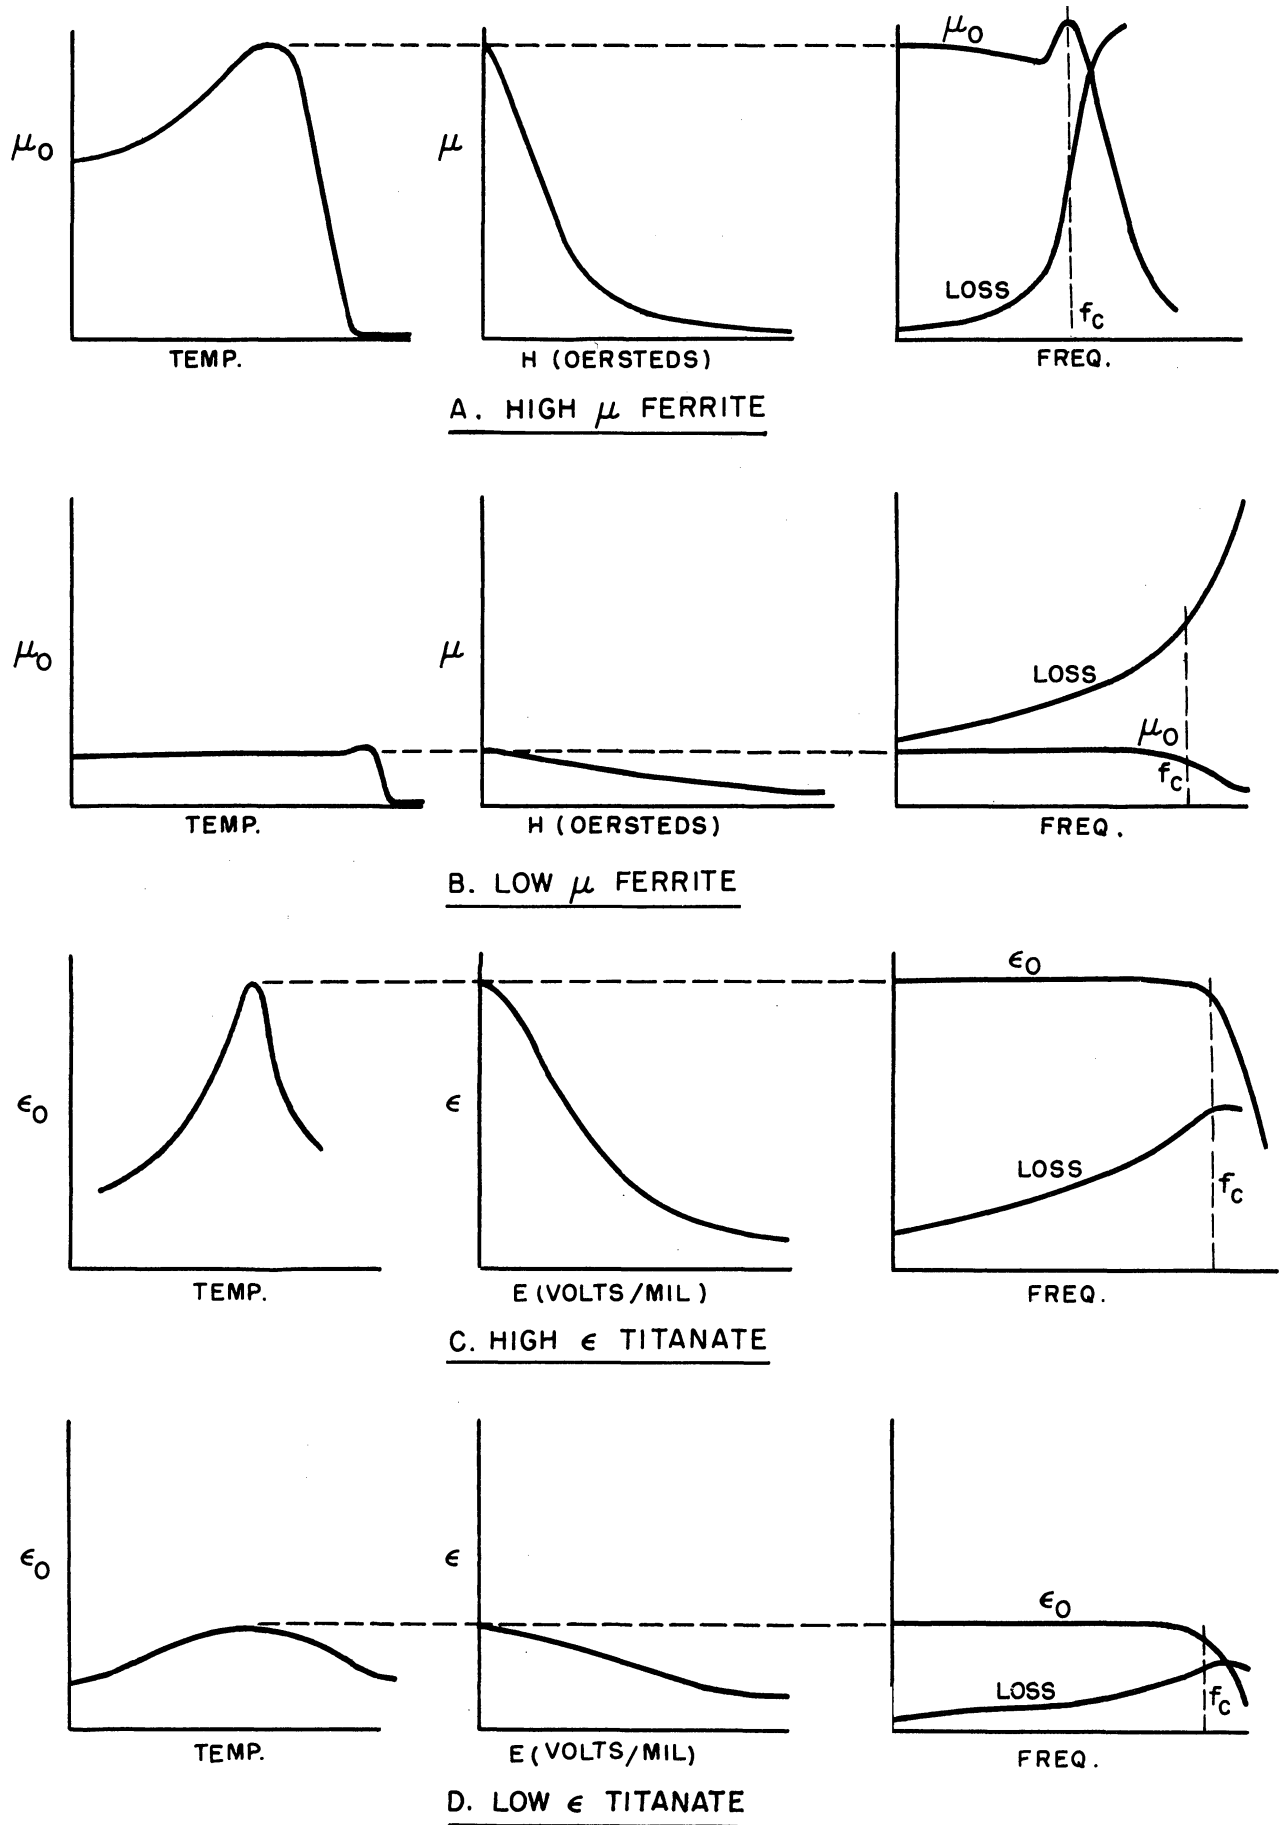 μo
μ
μo
LOSS
fc
TEMP.
H (OERSTEDS)
FREQ.
A. HIGH μ FERRITE
μo
μ
LOSS
μo
fc
TEMP.
H (OERSTEDS)
FREQ.
B. LOW μ FERRITE
εo
ε
εo
LOSS
fc
TEMP.
E (VOLTS/MIL)
FREQ.
C. HIGH ε TITANATE
εo
ε
εo
LOSS
fc
TEMP.
E (VOLTS/MIL)
FREQ.
D. LOW ε TITANATE